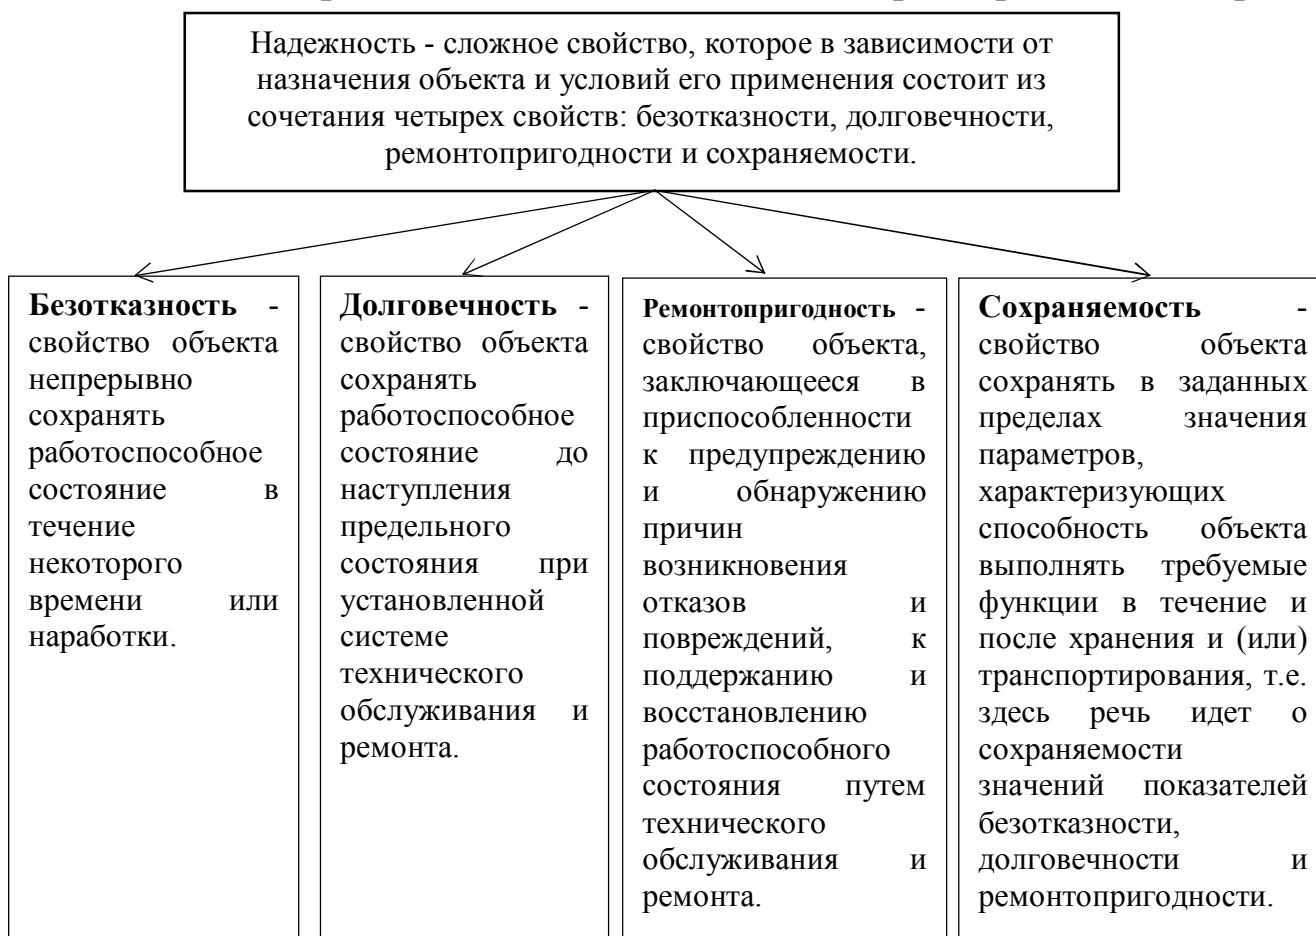 Надежность - сложное свойство, которое в зависимости от
назначения объекта и условий его применения состоит из
сочетания четырех свойств: безотказности, долговечности,
ремонтопригодности и сохраняемости.
Безотказность -
свойство объекта
непрерывно
сохранять
работоспособное
состояние в
течение
некоторого
времени или
наработки.
Долговечность -
свойство объекта
сохранять
работоспособное
состояние до
наступления
предельного
состояния при
установленной
системе
технического
обслуживания и
ремонта.
Ремонтопригодность -
свойство объекта,
заключающееся в
приспособленности
к предупреждению
и обнаружению
причин
возникновения
отказов и
повреждений, к
поддержанию и
восстановлению
работоспособного
состояния путем
технического
обслуживания и
ремонта.
Сохраняемость -
свойство объекта
сохранять в заданных
пределах значения
параметров,
характеризующих
способность объекта
выполнять требуемые
функции в течение и
после хранения и (или)
транспортирования, т.е.
здесь речь идет о
сохраняемости
значений показателей
безотказности,
долговечности и
ремонтопригодности.